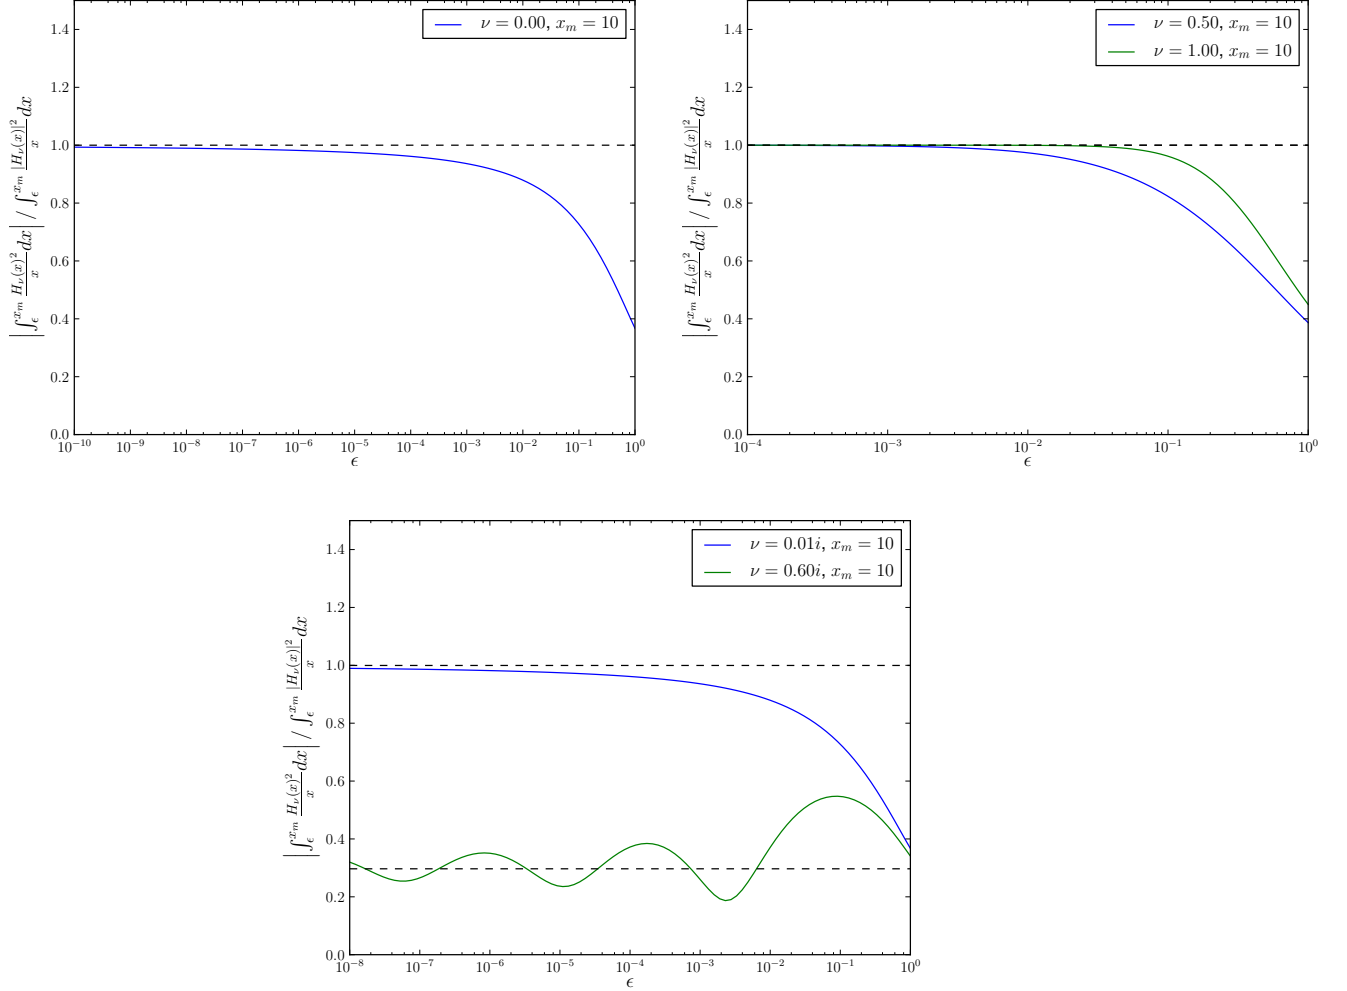 ν = 0.00, x_m = 10
1.4
1.2
1.0
0.8
0.6
0.4
0.2
0.0
|∫_ϵ^{x_m} H_ν(x)²/x dx| / ∫_ϵ^{x_m} |H_ν(x)|²/x dx
10⁻¹⁰ 10⁻⁹ 10⁻⁸ 10⁻⁷ 10⁻⁶ 10⁻⁵ 10⁻⁴ 10⁻³ 10⁻² 10⁻¹ 10⁰
ϵ
ν = 0.50, x_m = 10
ν = 1.00, x_m = 10
1.4
1.2
1.0
0.8
0.6
0.4
0.2
0.0
|∫_ϵ^{x_m} H_ν(x)²/x dx| / ∫_ϵ^{x_m} |H_ν(x)|²/x dx
10⁻⁴ 10⁻³ 10⁻² 10⁻¹ 10⁰
ϵ
ν = 0.01i, x_m = 10
ν = 0.60i, x_m = 10
1.4
1.2
1.0
0.8
0.6
0.4
0.2
0.0
|∫_ϵ^{x_m} H_ν(x)²/x dx| / ∫_ϵ^{x_m} |H_ν(x)|²/x dx
10⁻⁸ 10⁻⁷ 10⁻⁶ 10⁻⁵ 10⁻⁴ 10⁻³ 10⁻² 10⁻¹ 10⁰
ϵ